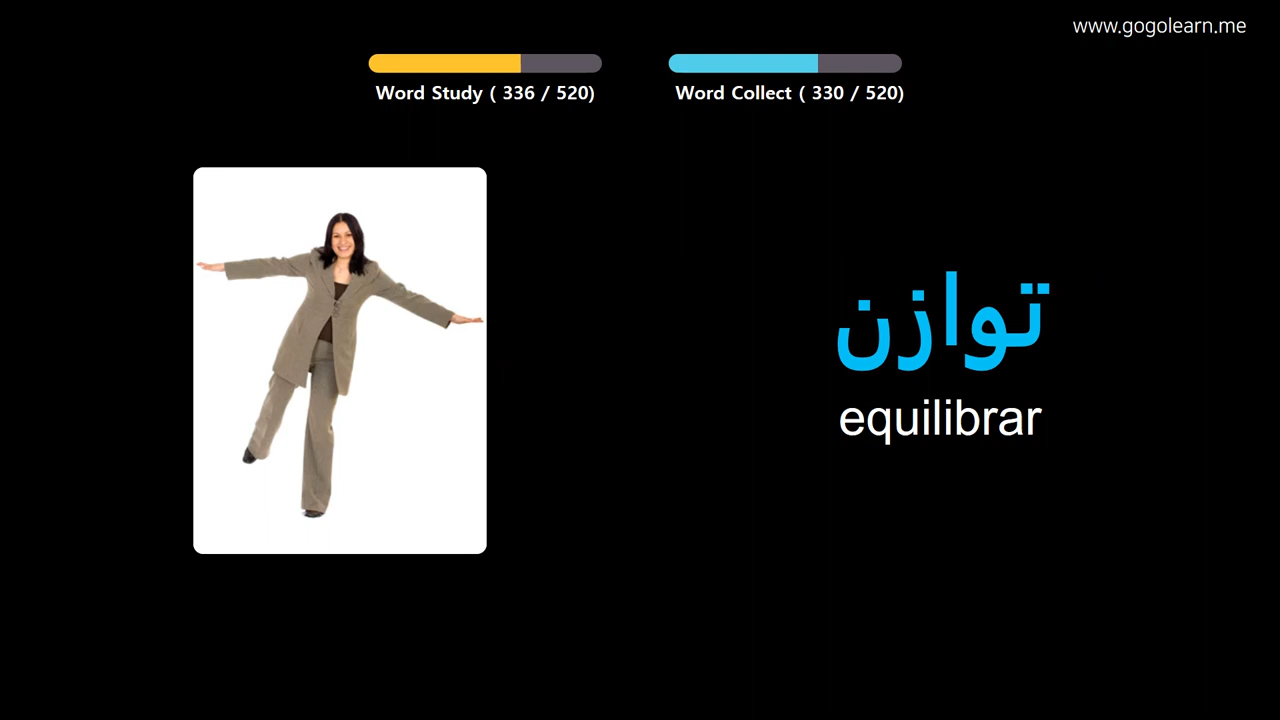 www.gogolearn.me
Word Study ( 336 / 520)
Word Collect ( 330 / 520)
توازن
equilibrar